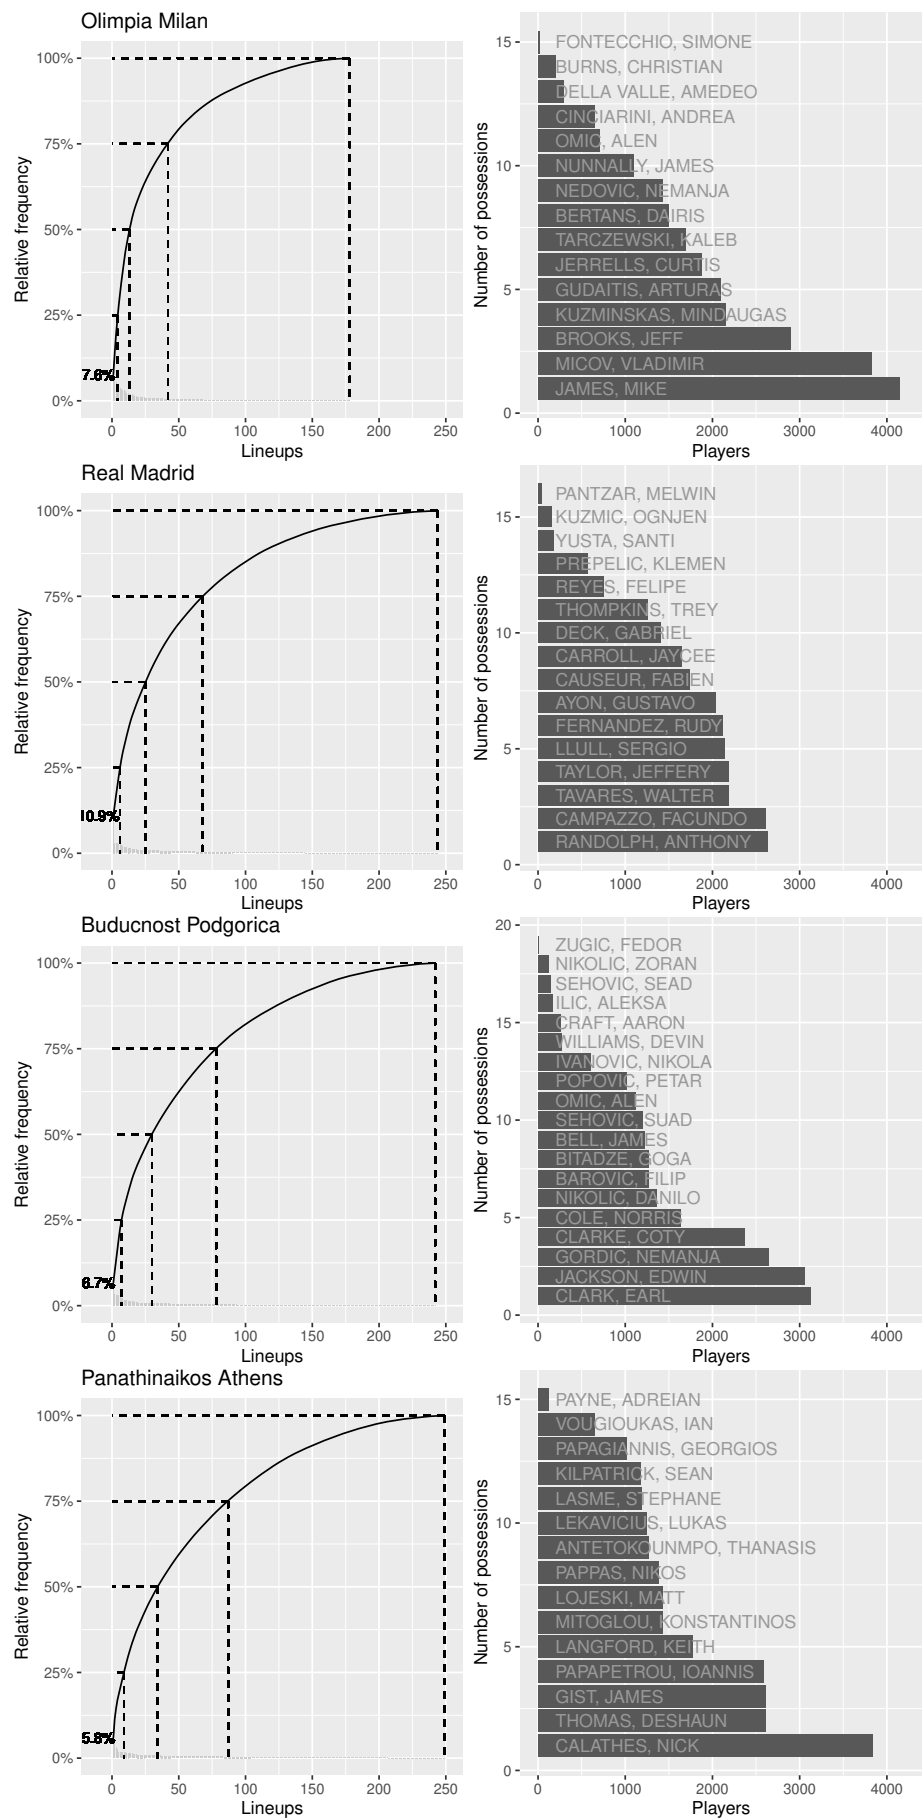 Olimpia Milan
Relative frequency
100%
75%
50%
25%
0%
7.6%
0 50 100 150 200 250
Lineups
Number of possessions
15
10
5
0
FONTECCHIO, SIMONE
BURNS, CHRISTIAN
DELLA VALLE, AMEDEO
CINCIARINI, ANDREA
OMIC, ALEN
NUNNALLY, JAMES
NEDOVIC, NEMANJA
BERTANS, DAIRIS
TARCZEWSKI, KALEB
JERRELLS, CURTIS
GUDAITIS, ARTURAS
KUZMINSKAS, MINDAUGAS
BROOKS, JEFF
MICOV, VLADIMIR
JAMES, MIKE
0 1000 2000 3000 4000
Players
Real Madrid
Relative frequency
100%
75%
50%
25%
0%
10.9%
0 50 100 150 200 250
Lineups
Number of possessions
15
10
5
0
PANTZAR, MELWIN
KUZMIC, OGNJEN
YUSTA, SANTI
PREPELIC, KLEMEN
REYES, FELIPE
THOMPKINS, TREY
DECK, GABRIEL
CARROLL, JAYCEE
CAUSEUR, FABIEN
AYON, GUSTAVO
FERNANDEZ, RUDY
LLULL, SERGIO
TAYLOR, JEFFERY
TAVARES, WALTER
CAMPAZZO, FACUNDO
RANDOLPH, ANTHONY
0 1000 2000 3000 4000
Players
Buducnost Podgorica
Relative frequency
100%
75%
50%
25%
0%
6.7%
0 50 100 150 200 250
Lineups
Number of possessions
20
15
10
5
0
ZUGIC, FEDOR
NIKOLIC, ZORAN
SEHOVIC, SEAD
ILIC, ALEKSA
CRAFT, AARON
WILLIAMS, DEVIN
IVANOVIC, NIKOLA
POPOVIC, PETAR
OMIC, ALEN
SEHOVIC, SUAD
BELL, JAMES
BITADZE, GOGA
BAROVIC, FILIP
NIKOLIC, DANILO
COLE, NORRIS
CLARKE, COTY
GORDIC, NEMANJA
JACKSON, EDWIN
CLARK, EARL
0 1000 2000 3000 4000
Players
Panathinaikos Athens
Relative frequency
100%
75%
50%
25%
0%
5.8%
0 50 100 150 200 250
Lineups
Number of possessions
15
10
5
0
PAYNE, ADREIAN
VOUGIOUKAS, IAN
PAPAGIANNIS, GEORGIOS
KILPATRICK, SEAN
LASME, STEPHANE
LEKAVICIUS, LUKAS
ANTETOKOUNMPO, THANASIS
PAPPAS, NIKOS
LOJESKI, MATT
MITOGLOU, KONSTANTINOS
LANGFORD, KEITH
PAPAPETROU, IOANNIS
GIST, JAMES
THOMAS, DESHAUN
CALATHES, NICK
0 1000 2000 3000 4000
Players